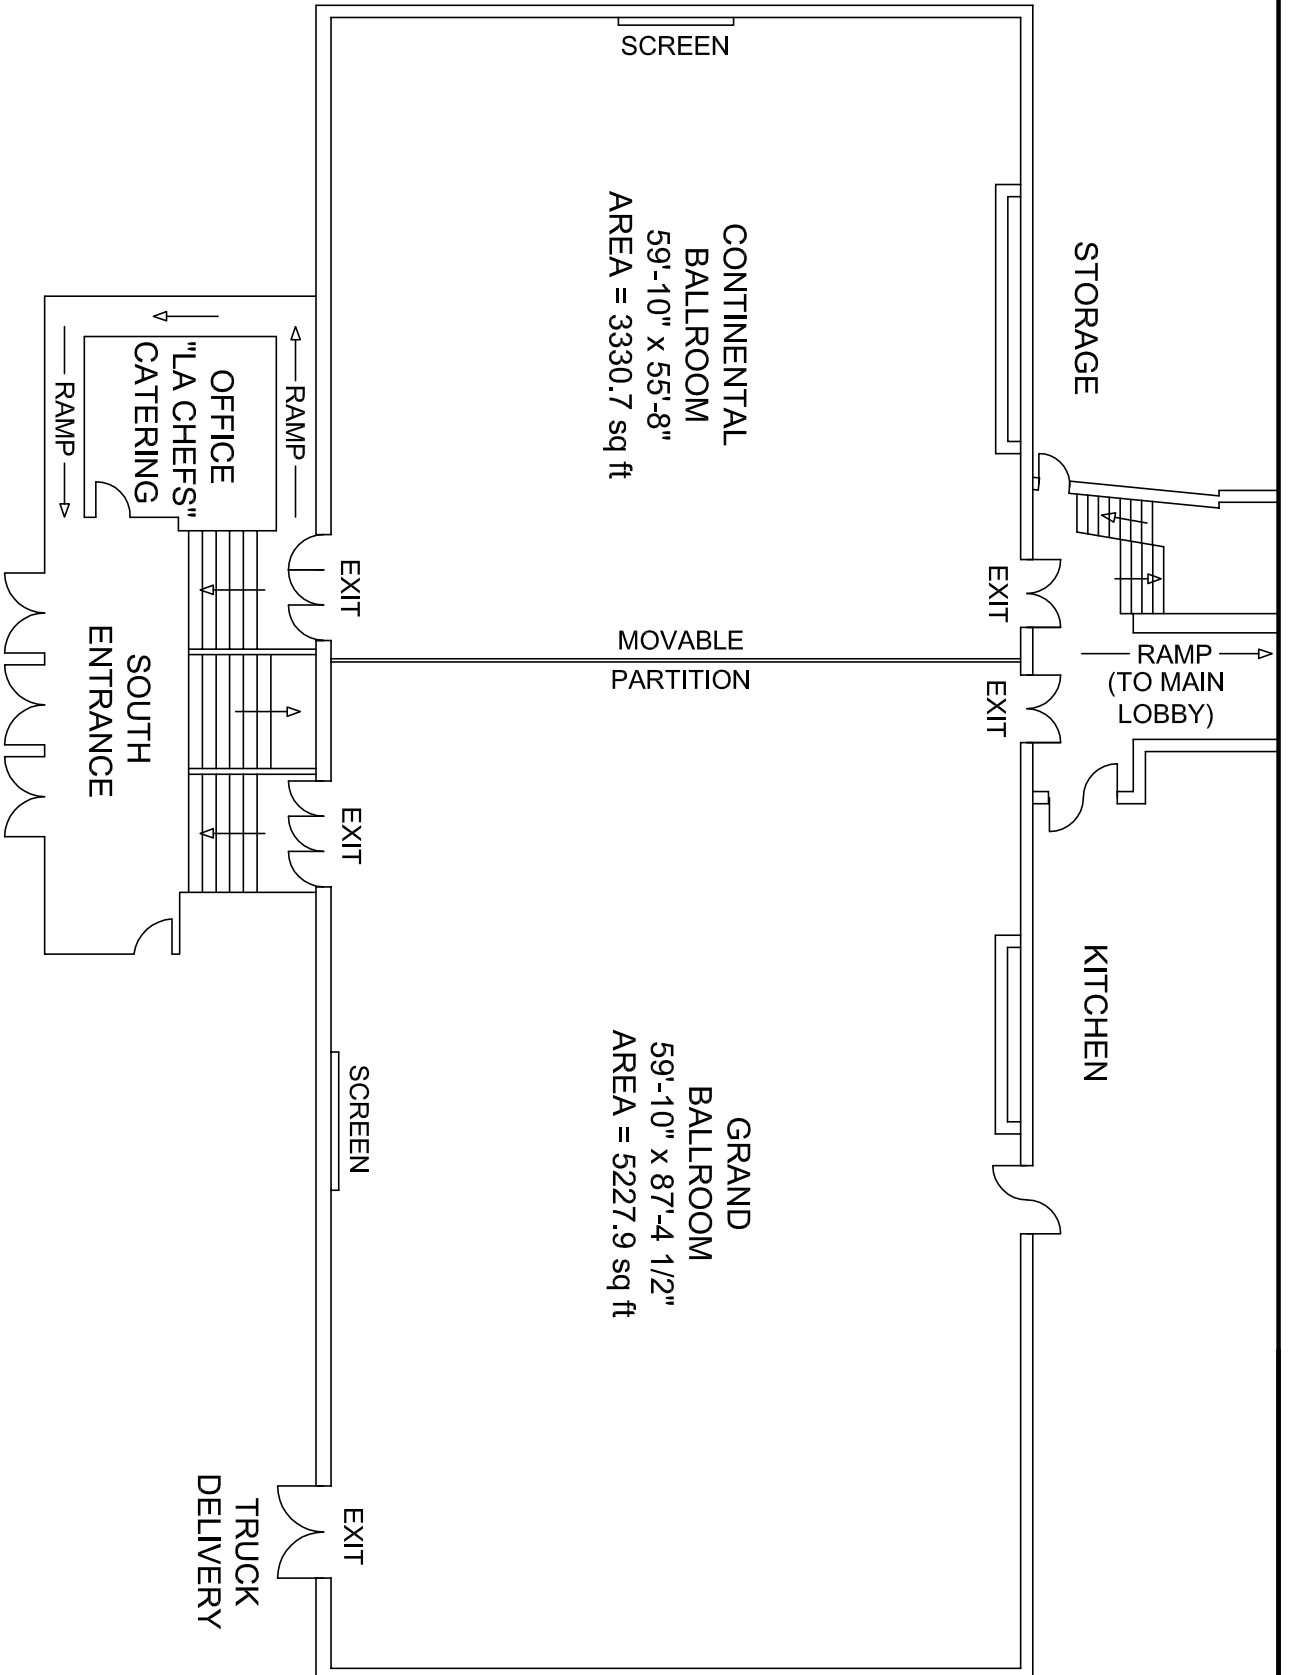 SCREEN
CONTINENTAL
BALLROOM
59'-10" x 55'-8"
AREA = 3330.7 sq ft
STORAGE
OFFICE
"LA CHEFS"
CATERING
RAMP
RAMP
EXIT
EXIT
MOVABLE
PARTITION
RAMP
(TO MAIN
LOBBY)
EXIT
EXIT
SOUTH
ENTRANCE
KITCHEN
SCREEN
GRAND
BALLROOM
59'-10" x 87'-4 1/2"
AREA = 5227.9 sq ft
EXIT
TRUCK
DELIVERY